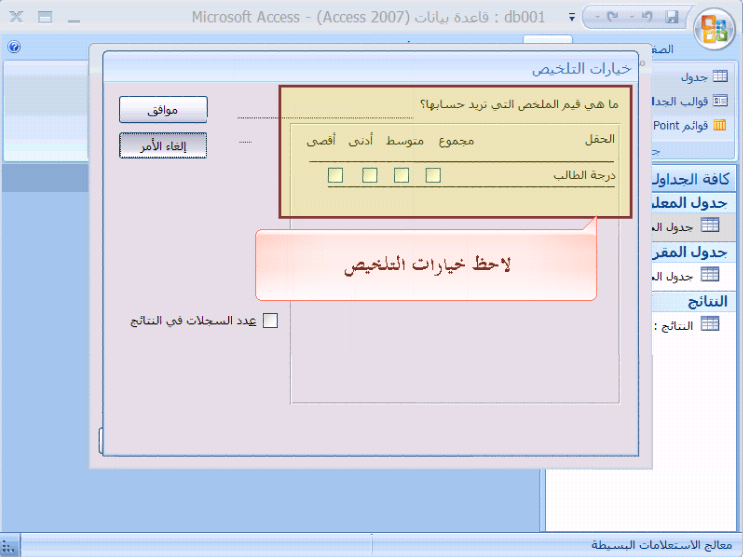 db001 : قاعدة بيانات (Access 2007) - Microsoft Access
جدول
قوالب الجدا
قوائم Point
خيارات التلخيص
ما هي قيم الملخص التي تريد حسابها؟
موافق
إلغاء الأمر
الحقل مجموع متوسط أدنى أقصى
درجة الطالب
لاحظ خيارات التلخيص
عدد السجلات في النتائج
كافة الجداول
جدول المعل
جدول الم
جدول المقر
جدول الم
النتائج
النتائج :
معالج الاستعلامات البسيطة